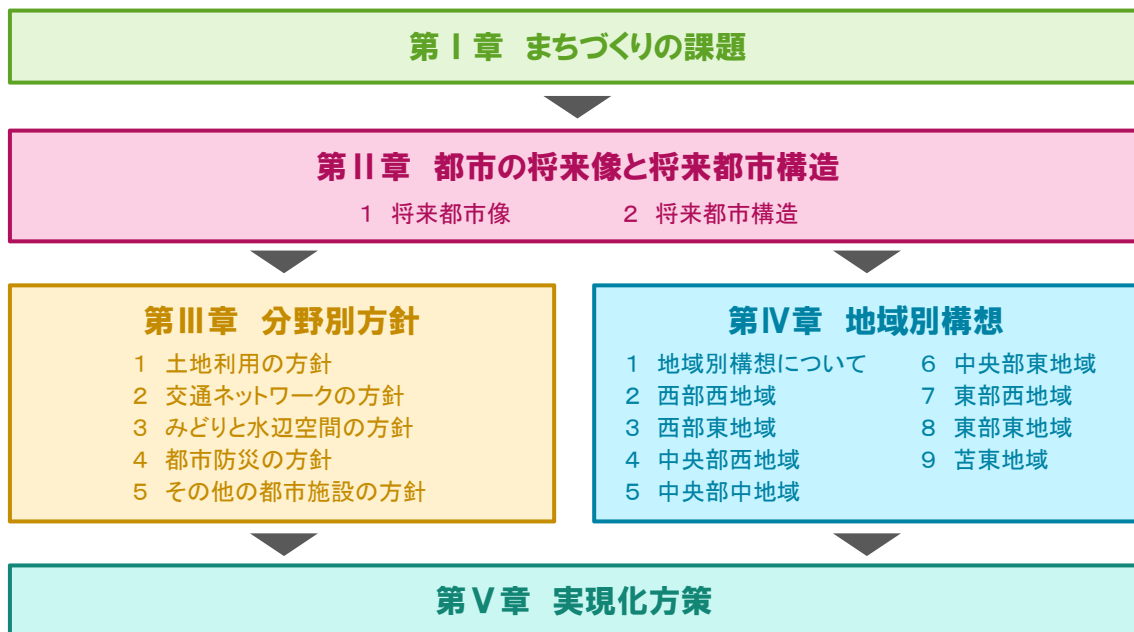 第Ⅰ章 まちづくりの課題
第Ⅱ章 都市の将来像と将来都市構造
1 将来都市像 2 将来都市構造
第Ⅲ章 分野別方針
1 土地利用の方針
2 交通ネットワークの方針
3 みどりと水辺空間の方針
4 都市防災の方針
5 その他の都市施設の方針
第Ⅳ章 地域別構想
1 地域別構想について
2 西部西地域
3 西部東地域
4 中央部西地域
5 中央部中地域
6 中央部東地域
7 東部西地域
8 東部東地域
9 苫東地域
第Ⅴ章 実現化方策